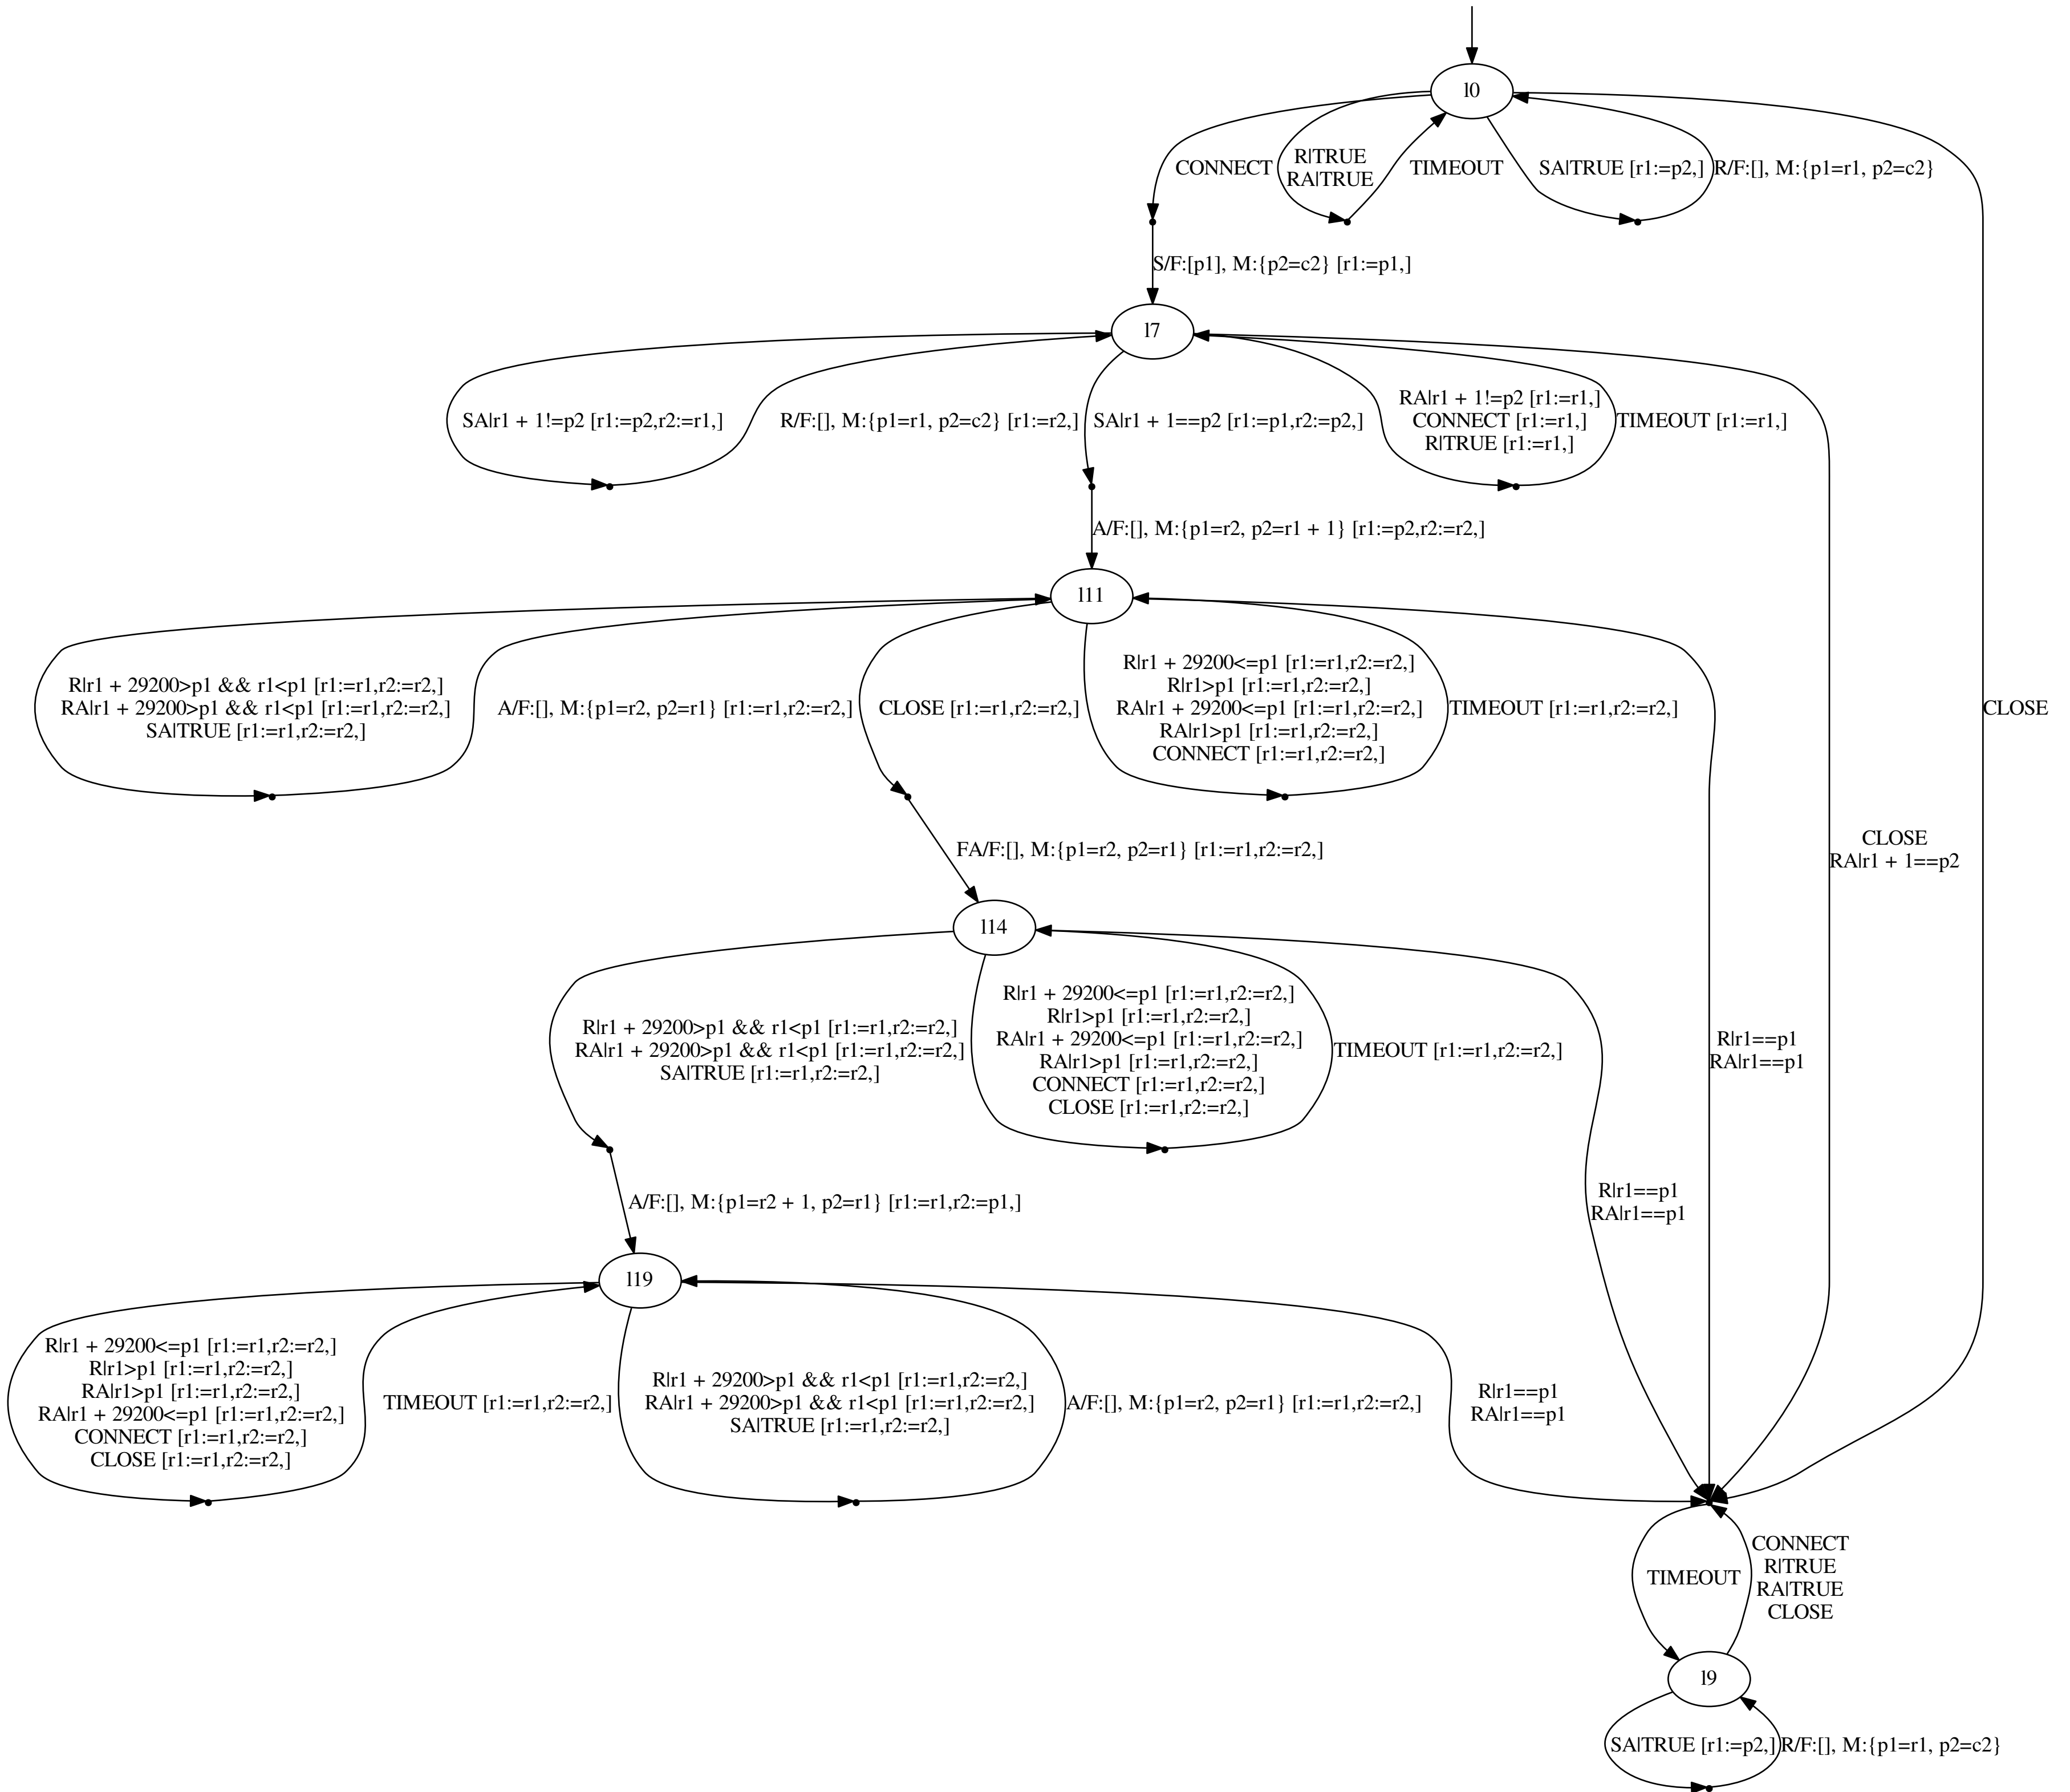 l0
CONNECT
R|TRUE
RA|TRUE
TIMEOUT
SA|TRUE [r1:=p2,]
R/F:[], M:{p1=r1, p2=c2}
S/F:[p1], M:{p2=c2} [r1:=p1,]
l7
SA|r1 + 1!=p2 [r1:=p2,r2:=r1,]
R/F:[], M:{p1=r1, p2=c2} [r1:=r2,]
SA|r1 + 1==p2 [r1:=p1,r2:=p2,]
RA|r1 + 1!=p2 [r1:=r1,]
CONNECT [r1:=r1,]
R|TRUE [r1:=r1,]
TIMEOUT [r1:=r1,]
A/F:[], M:{p1=r2, p2=r1 + 1} [r1:=p2,r2:=r2,]
l11
R|r1 + 29200>p1 && r1<p1 [r1:=r1,r2:=r2,]
RA|r1 + 29200>p1 && r1<p1 [r1:=r1,r2:=r2,]
SA|TRUE [r1:=r1,r2:=r2,]
A/F:[], M:{p1=r2, p2=r1} [r1:=r1,r2:=r2,]
CLOSE [r1:=r1,r2:=r2,]
R|r1 + 29200<=p1 [r1:=r1,r2:=r2,]
R|r1>p1 [r1:=r1,r2:=r2,]
RA|r1 + 29200<=p1 [r1:=r1,r2:=r2,]
RA|r1>p1 [r1:=r1,r2:=r2,]
CONNECT [r1:=r1,r2:=r2,]
TIMEOUT [r1:=r1,r2:=r2,]
CLOSE
CLOSE
RA|r1 + 1==p2
FA/F:[], M:{p1=r2, p2=r1} [r1:=r1,r2:=r2,]
l14
R|r1 + 29200>p1 && r1<p1 [r1:=r1,r2:=r2,]
RA|r1 + 29200>p1 && r1<p1 [r1:=r1,r2:=r2,]
SA|TRUE [r1:=r1,r2:=r2,]
R|r1 + 29200<=p1 [r1:=r1,r2:=r2,]
R|r1>p1 [r1:=r1,r2:=r2,]
RA|r1 + 29200<=p1 [r1:=r1,r2:=r2,]
RA|r1>p1 [r1:=r1,r2:=r2,]
CONNECT [r1:=r1,r2:=r2,]
CLOSE [r1:=r1,r2:=r2,]
TIMEOUT [r1:=r1,r2:=r2,]
R|r1==p1
RA|r1==p1
R|r1==p1
RA|r1==p1
A/F:[], M:{p1=r2 + 1, p2=r1} [r1:=r1,r2:=p1,]
l19
R|r1 + 29200<=p1 [r1:=r1,r2:=r2,]
R|r1>p1 [r1:=r1,r2:=r2,]
RA|r1>p1 [r1:=r1,r2:=r2,]
RA|r1 + 29200<=p1 [r1:=r1,r2:=r2,]
CONNECT [r1:=r1,r2:=r2,]
CLOSE [r1:=r1,r2:=r2,]
TIMEOUT [r1:=r1,r2:=r2,]
R|r1 + 29200>p1 && r1<p1 [r1:=r1,r2:=r2,]
RA|r1 + 29200>p1 && r1<p1 [r1:=r1,r2:=r2,]
SA|TRUE [r1:=r1,r2:=r2,]
A/F:[], M:{p1=r2, p2=r1} [r1:=r1,r2:=r2,]
R|r1==p1
RA|r1==p1
TIMEOUT
CONNECT
R|TRUE
RA|TRUE
CLOSE
l9
SA|TRUE [r1:=p2,]
R/F:[], M:{p1=r1, p2=c2}